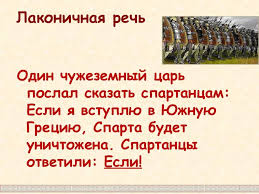 Лаконичная речь
Один чужеземный царь
послал сказать спартанцам:
Если я вступлю в Южную
Грецию, Спарта будет
уничтожена. Спартанцы
ответили: Если!